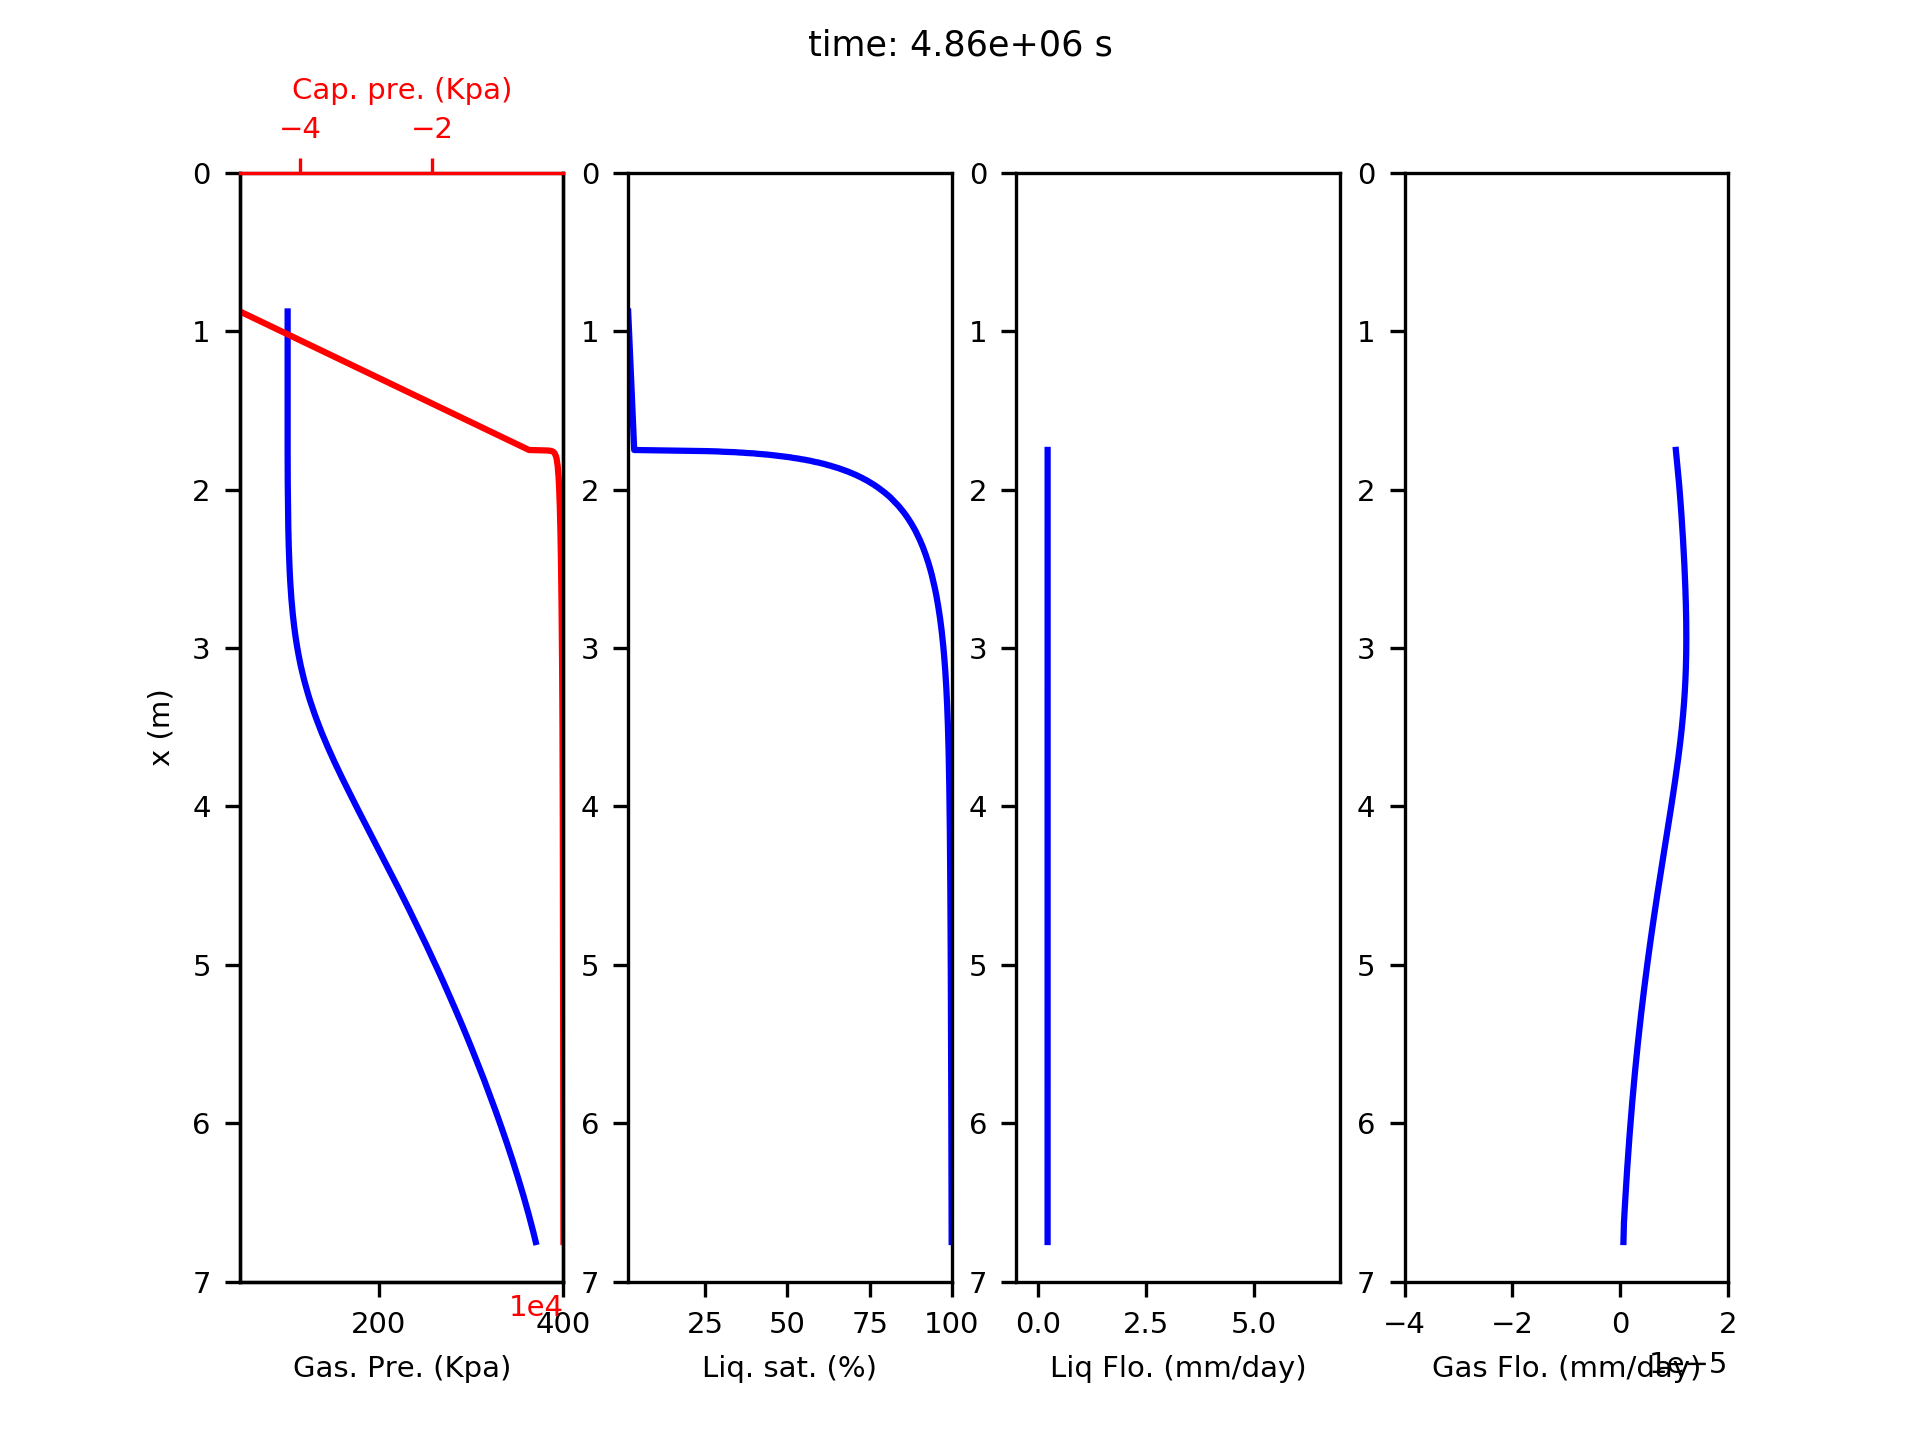 time: 4.86e+06 s
Cap. pre. (Kpa)
−4 −2
0 0 0 0
1 1 1 1
2 2 2 2
3 3 3 3
x (m)
4 4 4 4
5 5 5 5
6 6 6 6
7 7 7 7
1e4
200 400 25 50 75 100 0.0 2.5 5.0 −4 −2 0 2
Gas. Pre. (Kpa) Liq. sat. (%) Liq Flo. (mm/day) Gas Flo. (mm/day) 1e−5